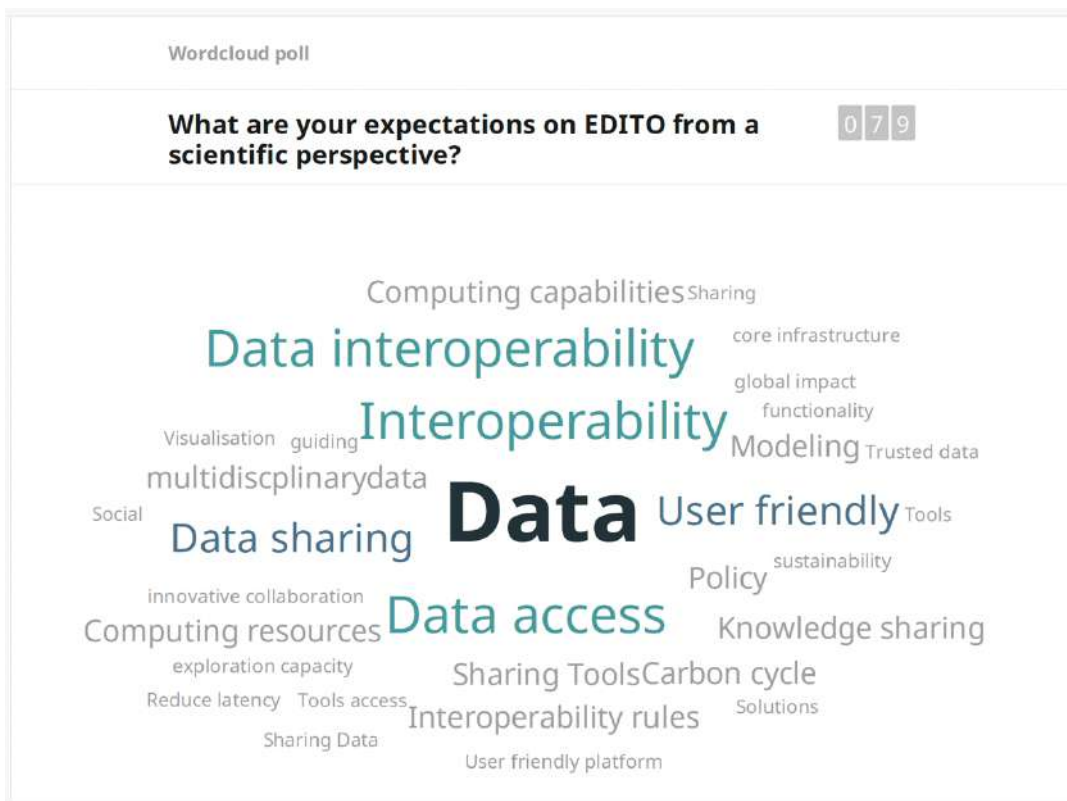 Wordcloud poll
What are your expectations on EDITO from a
scientific perspective?
079
Computing capabilities Sharing
Data interoperability
core infrastructure
global impact
Interoperability
functionality
Visualisation guiding
Modeling Trusted data
multidiscplinarydata
Data
User friendly Tools
Social
Data sharing
sustainability
Policy
innovative collaboration
Data access
Computing resources
Knowledge sharing
exploration capacity
Sharing Tools Carbon cycle
Reduce latency Tools access
Interoperability rules
Solutions
Sharing Data
User friendly platform